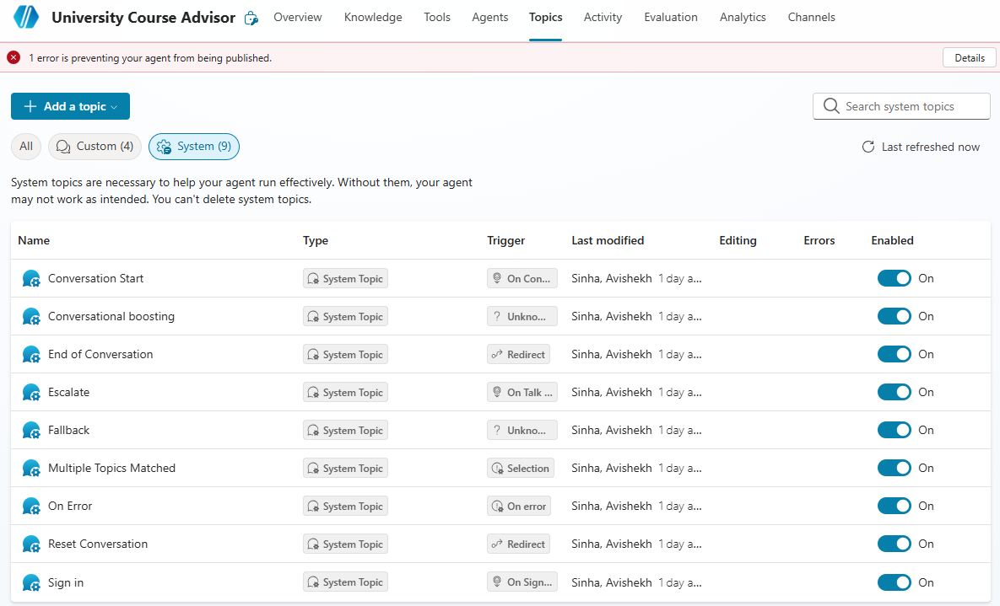 University Course Advisor Overview Knowledge Tools Agents Topics Activity Evaluation Analytics Channels
1 error is preventing your agent from being published. Details
Add a topic Search system topics
All Custom (4) System (9) Last refreshed now
System topics are necessary to help your agent run effectively. Without them, your agent
may not work as intended. You can't delete system topics.
Name Type Trigger Last modified Editing Errors Enabled
Conversation Start System Topic On Con... Sinha, Avishekh 1 day a... On
Conversational boosting System Topic ? Unkno... Sinha, Avishekh 1 day a... On
End of Conversation System Topic Redirect Sinha, Avishekh 1 day a... On
Escalate System Topic On Talk ... Sinha, Avishekh 1 day a... On
Fallback System Topic ? Unkno... Sinha, Avishekh 1 day a... On
Multiple Topics Matched System Topic Selection Sinha, Avishekh 1 day a... On
On Error System Topic On error Sinha, Avishekh 1 day a... On
Reset Conversation System Topic Redirect Sinha, Avishekh 1 day a... On
Sign in System Topic On Sign... Sinha, Avishekh 1 day a... On